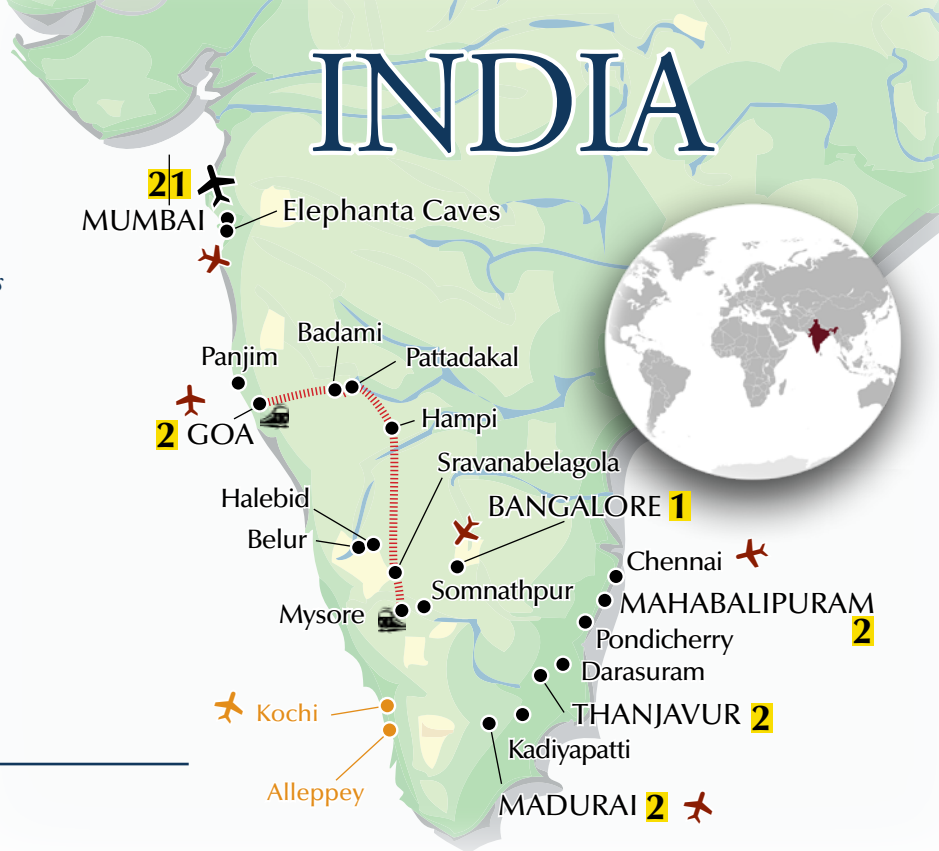 INDIA
21
MUMBAI
Elephanta Caves
s
Badami
Panjim
Pattadakal
2 GOA
Hampi
Sravanabelagola
Halebid
BANGALORE 1
Belur
Chennai
Somnathpur
MAHABALIPURAM
2
Mysore
Pondicherry
Darasuram
Kochi
THANJAVUR 2
Kadiyapatti
Alleppey
MADURAI 2